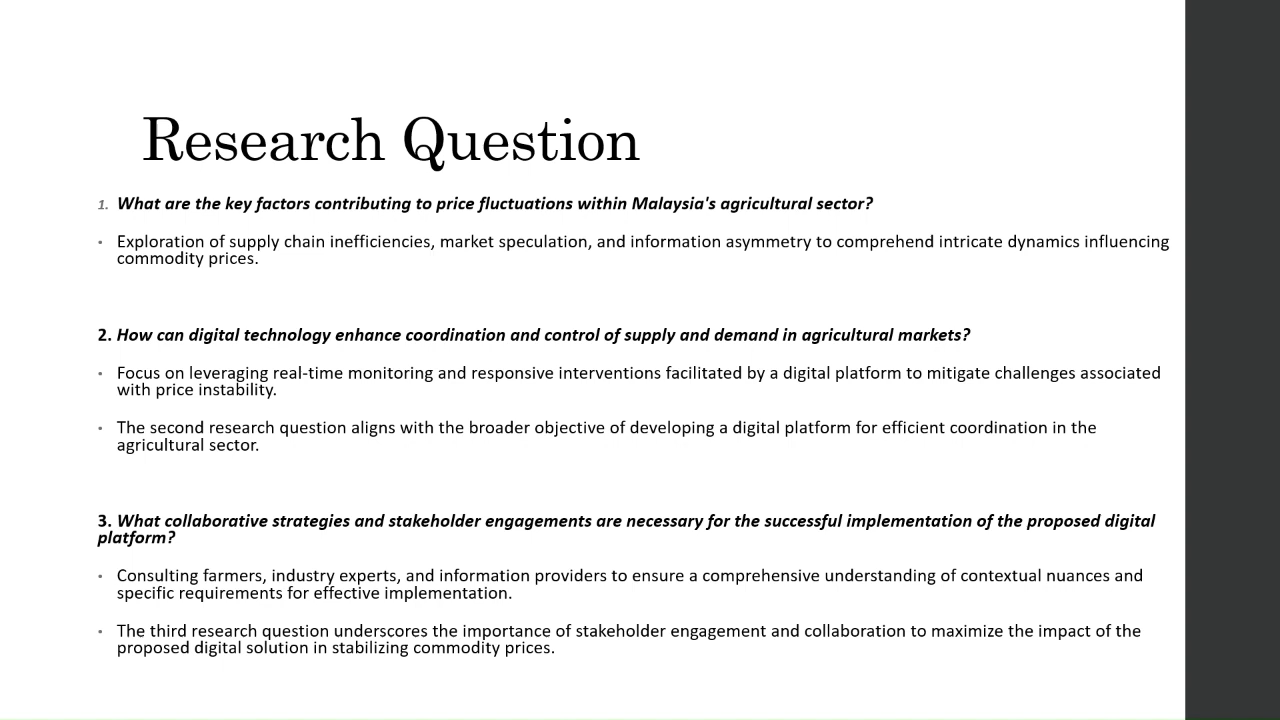 Research Question
1. What are the key factors contributing to price fluctuations within Malaysia's agricultural sector?
• Exploration of supply chain inefficiencies, market speculation, and information asymmetry to comprehend intricate dynamics influencing
commodity prices.
2. How can digital technology enhance coordination and control of supply and demand in agricultural markets?
• Focus on leveraging real-time monitoring and responsive interventions facilitated by a digital platform to mitigate challenges associated
with price instability.
• The second research question aligns with the broader objective of developing a digital platform for efficient coordination in the
agricultural sector.
3. What collaborative strategies and stakeholder engagements are necessary for the successful implementation of the proposed digital
platform?
• Consulting farmers, industry experts, and information providers to ensure a comprehensive understanding of contextual nuances and
specific requirements for effective implementation.
• The third research question underscores the importance of stakeholder engagement and collaboration to maximize the impact of the
proposed digital solution in stabilizing commodity prices.